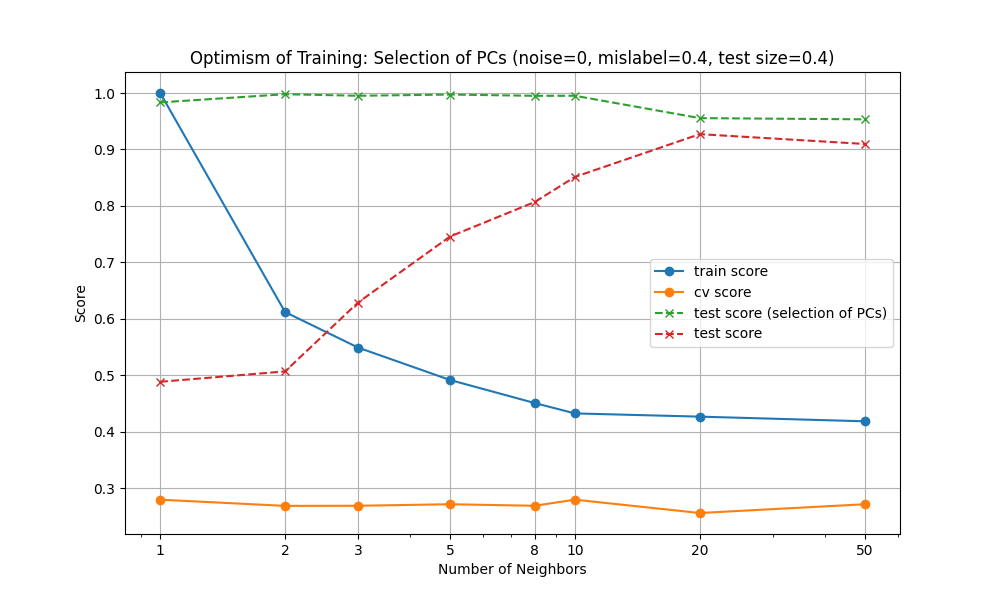 Optimism of Training: Selection of PCs (noise=0, mislabel=0.4, test size=0.4)
1.0
0.9
0.8
0.7
0.6
0.5
0.4
0.3
Score
train score
cv score
test score (selection of PCs)
test score
1 2 3 5 8 10 20 50
Number of Neighbors